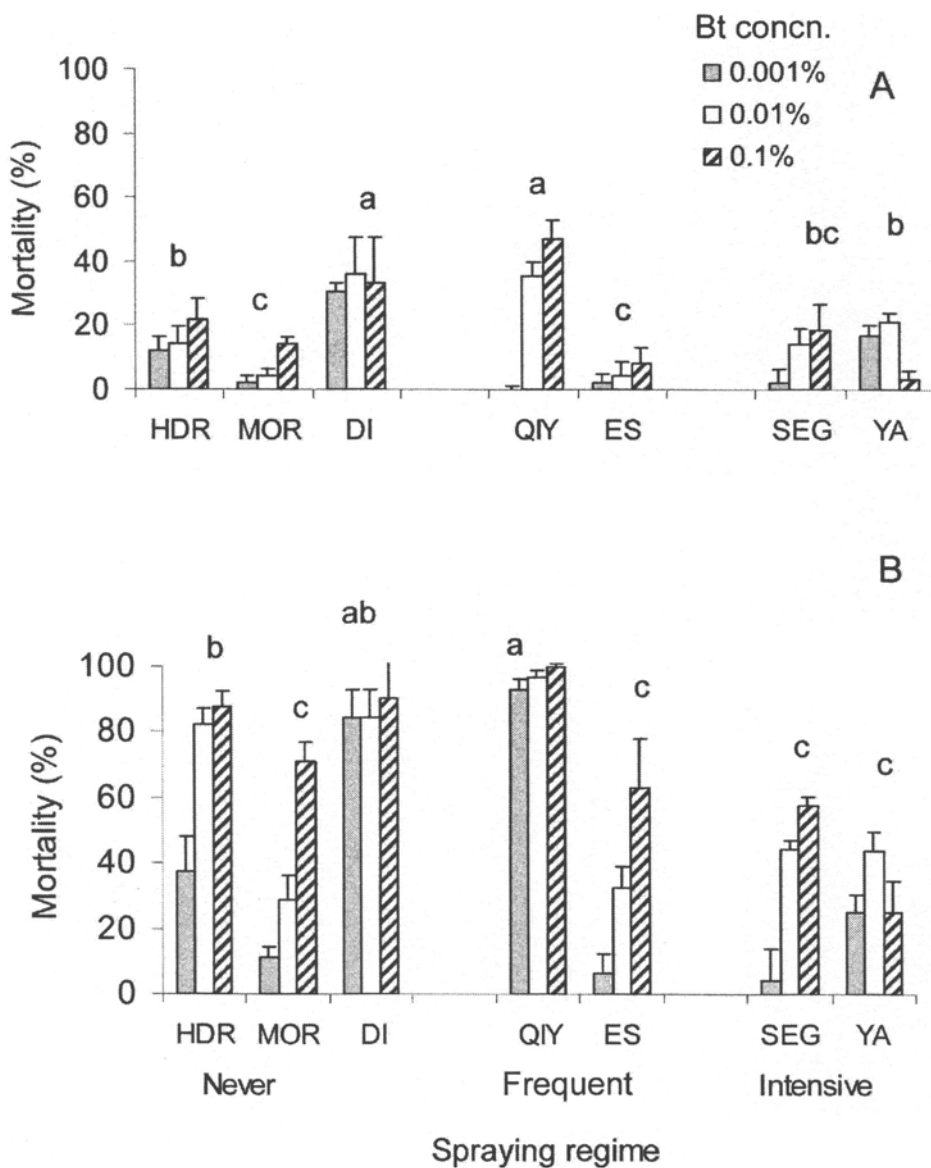 Bt concn.
0.001%
0.01%
0.1%
A
100
80
60
40
20
0
Mortality (%)
b
c
a
a
c
bc
b
HDR MOR DI QIY ES SEG YA
B
100
80
60
40
20
0
Mortality (%)
b
c
ab
a
c
c
c
HDR MOR DI QIY ES SEG YA
Never Frequent Intensive
Spraying regime